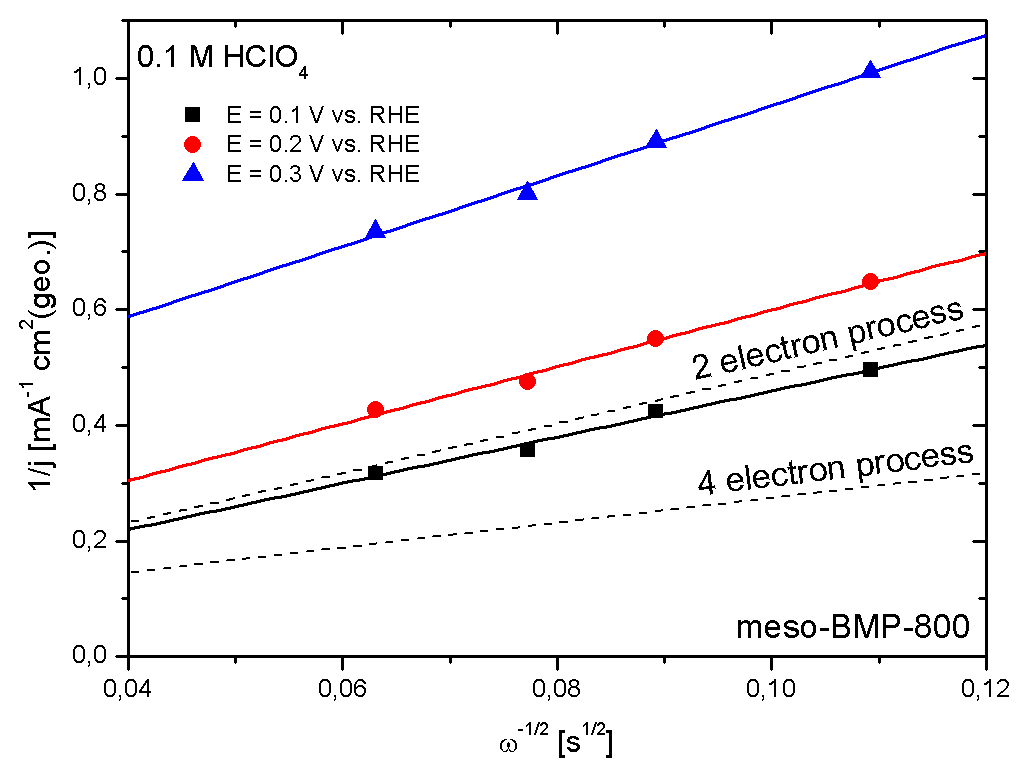 0.1 M HClO₄
E = 0.1 V vs. RHE
E = 0.2 V vs. RHE
E = 0.3 V vs. RHE
1,0
0,8
0,6
0,4
0,2
0,0
1/j [mA⁻¹ cm²(geo.)]
2 electron process
4 electron process
meso-BMP-800
0,04 0,06 0,08 0,10 0,12
ω⁻¹/² [s¹/²]